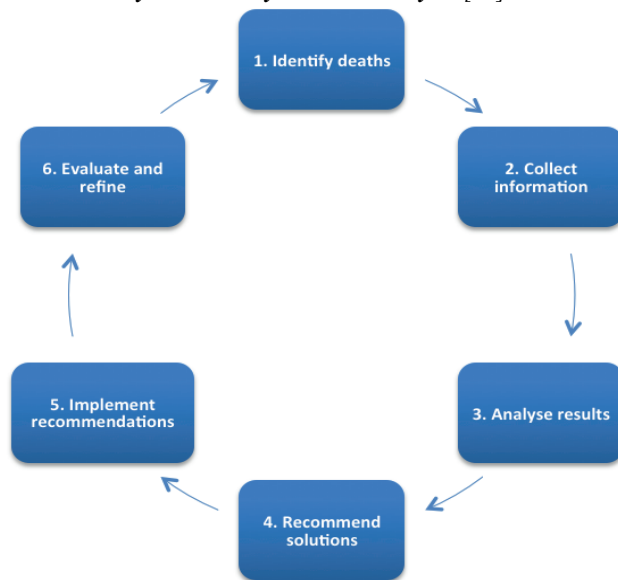 1. Identify deaths
2. Collect
information
3. Analyse results
4. Recommend
solutions
5. Implement
recommendations
6. Evaluate and
refine